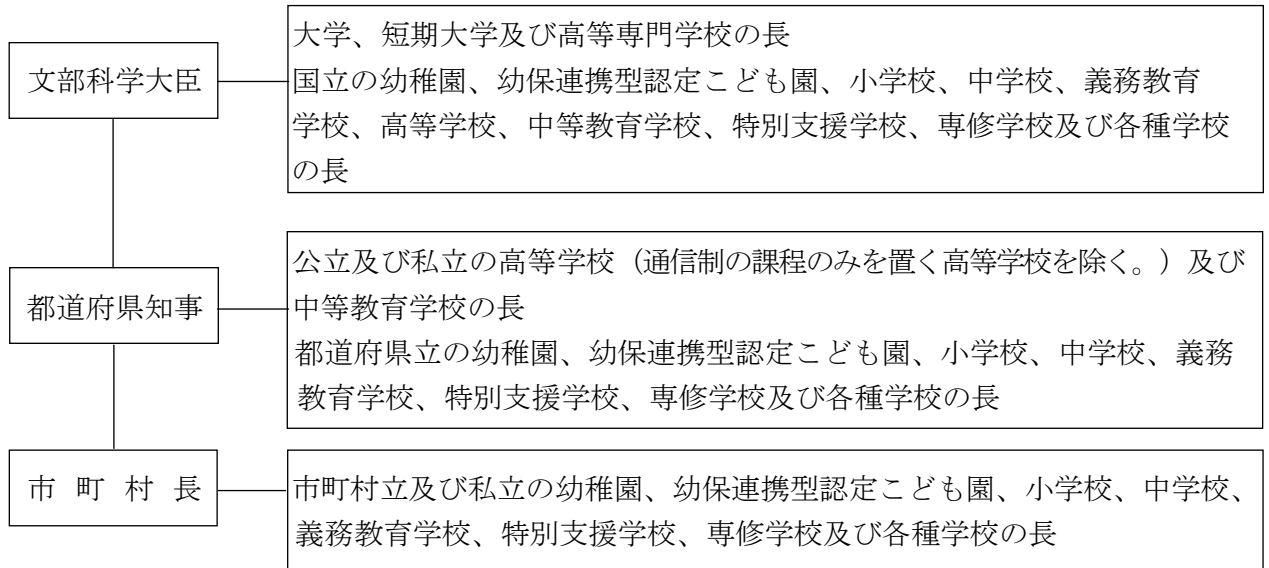 文部科学大臣
大学、短期大学及び高等専門学校の長
国立の幼稚園、幼保連携型認定こども園、小学校、中学校、義務教育
学校、高等学校、中等教育学校、特別支援学校、専修学校及び各種学校
の長
都道府県知事
公立及び私立の高等学校（通信制の課程のみを置く高等学校を除く。）及び
中等教育学校の長
都道府県立の幼稚園、幼保連携型認定こども園、小学校、中学校、義務
教育学校、特別支援学校、専修学校及び各種学校の長
市町村長
市町村立及び私立の幼稚園、幼保連携型認定こども園、小学校、中学校、
義務教育学校、特別支援学校、専修学校及び各種学校の長